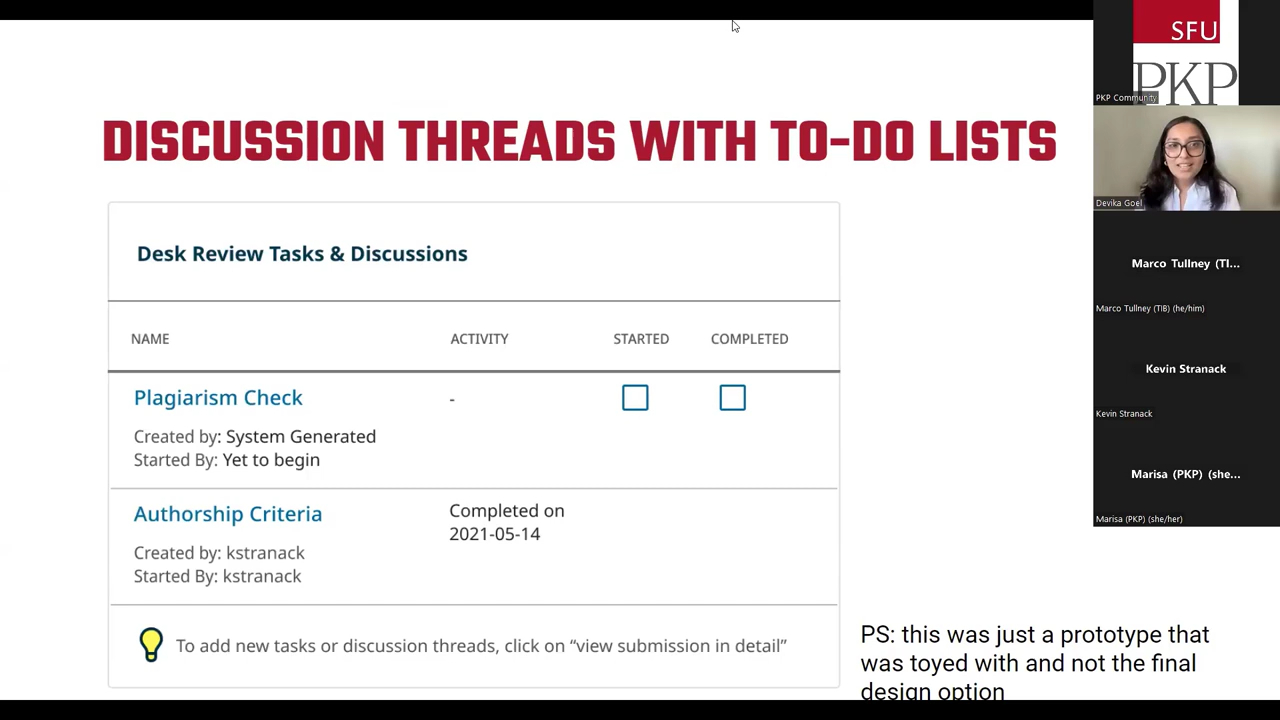 DISCUSSION THREADS WITH TO-DO LISTS
Desk Review Tasks & Discussions
NAME ACTIVITY STARTED COMPLETED
Plagiarism Check -
Created by: System Generated
Started By: Yet to begin
Authorship Criteria Completed on
2021-05-14
Created by: kstranack
Started By: kstranack
To add new tasks or discussion threads, click on “view submission in detail”
PS: this was just a prototype that
was toyed with and not the final
design option
SFU
PKP
PKP Community
Devika Goel
Marco Tullney (TI...
Marco Tullney (TIB) (he/him)
Kevin Stranack
Kevin Stranack
Marisa (PKP) (she...
Marisa (PKP) (she/her)